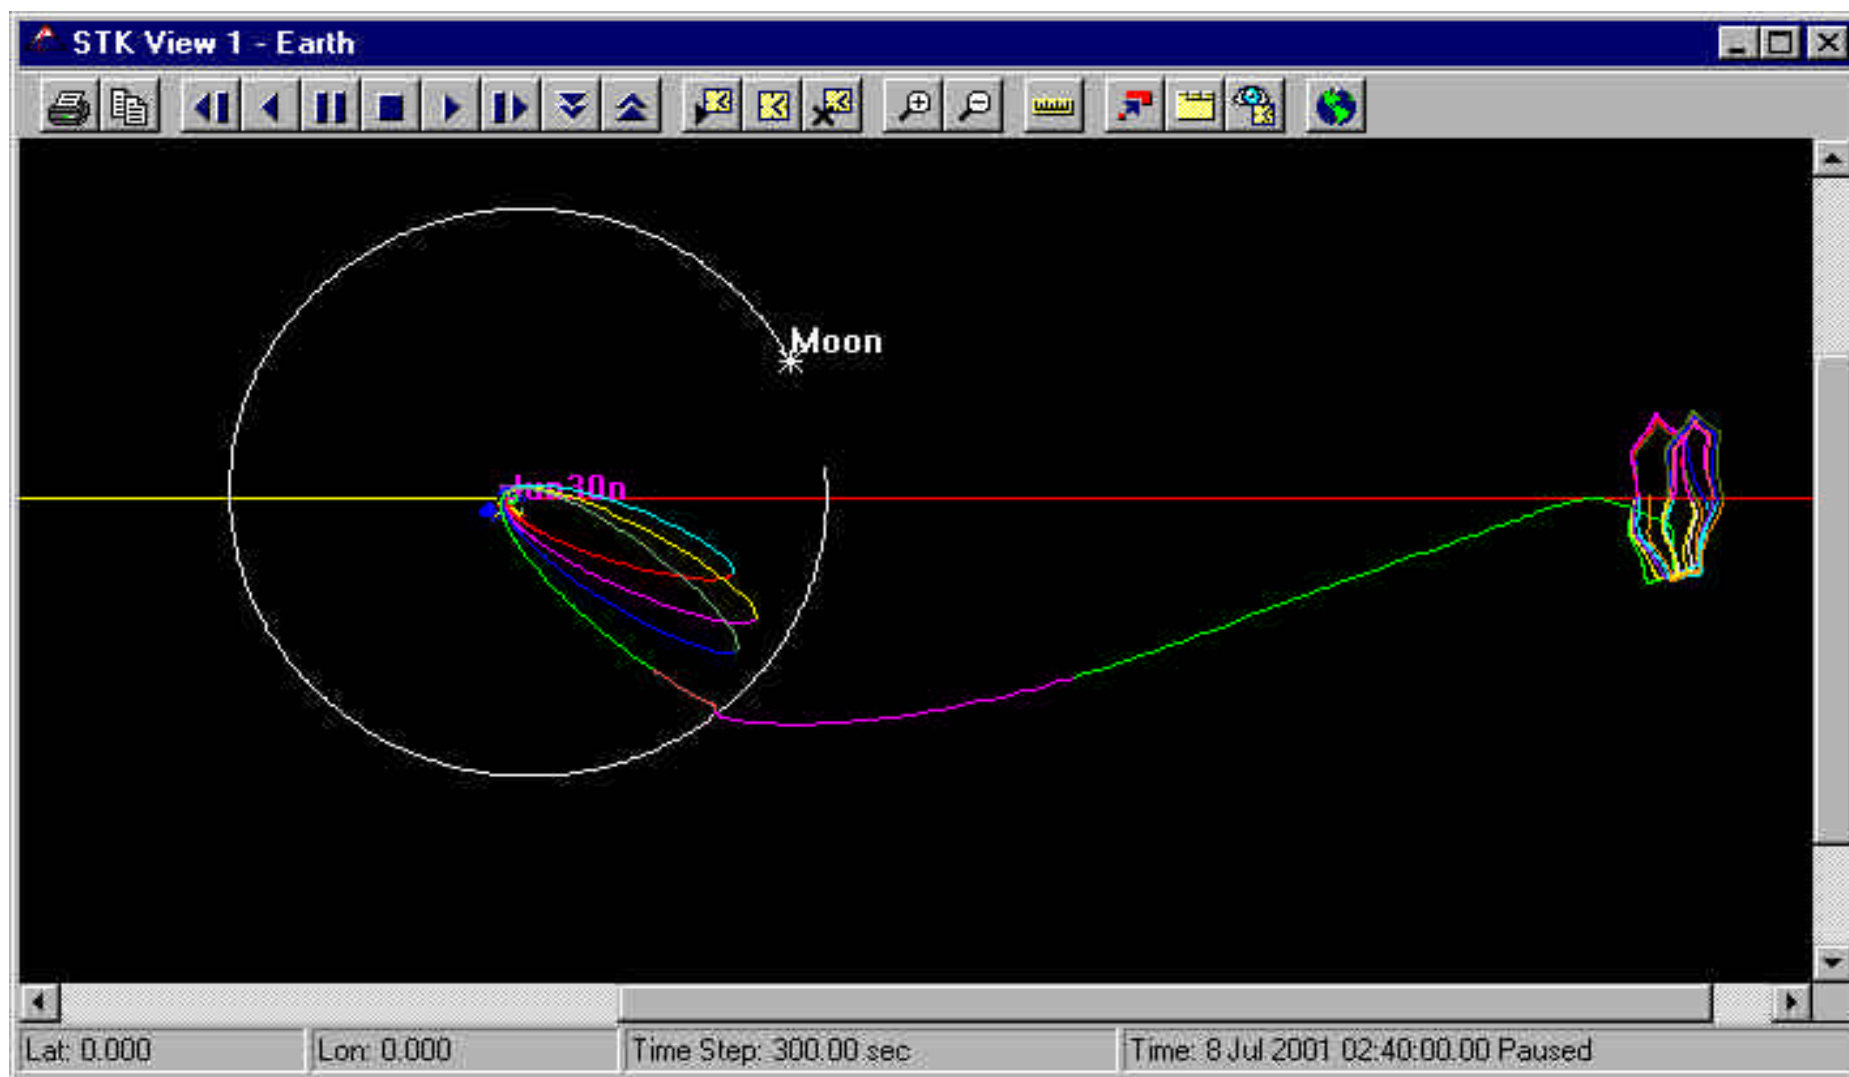 STK View 1 - Earth
Moon
Jun30n
Lat: 0.000
Lon: 0.000
Time Step: 300.00 sec
Time: 8 Jul 2001 02:40:00.00 Paused